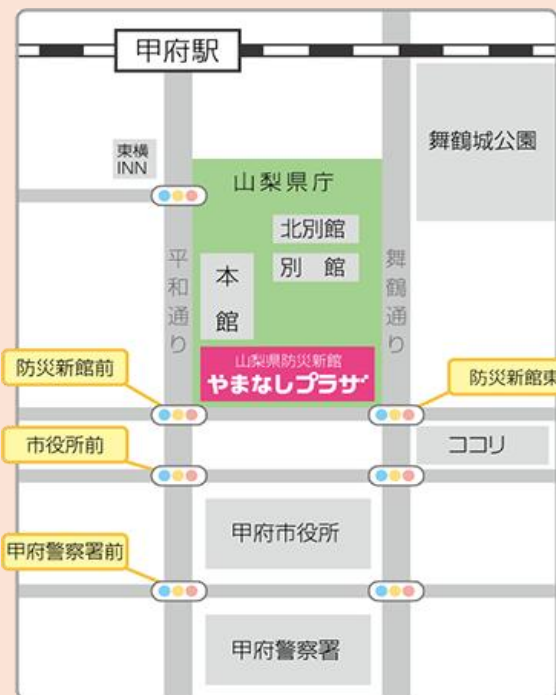 甲府駅
東横
INN
舞鶴城公園
山梨県庁
北別館
別 館
本
館
平和通り
舞鶴通り
山梨県防災新館
やまなしプラザ
防災新館前
防災新館東
市役所前
ココリ
甲府市役所
甲府警察署前
甲府警察署